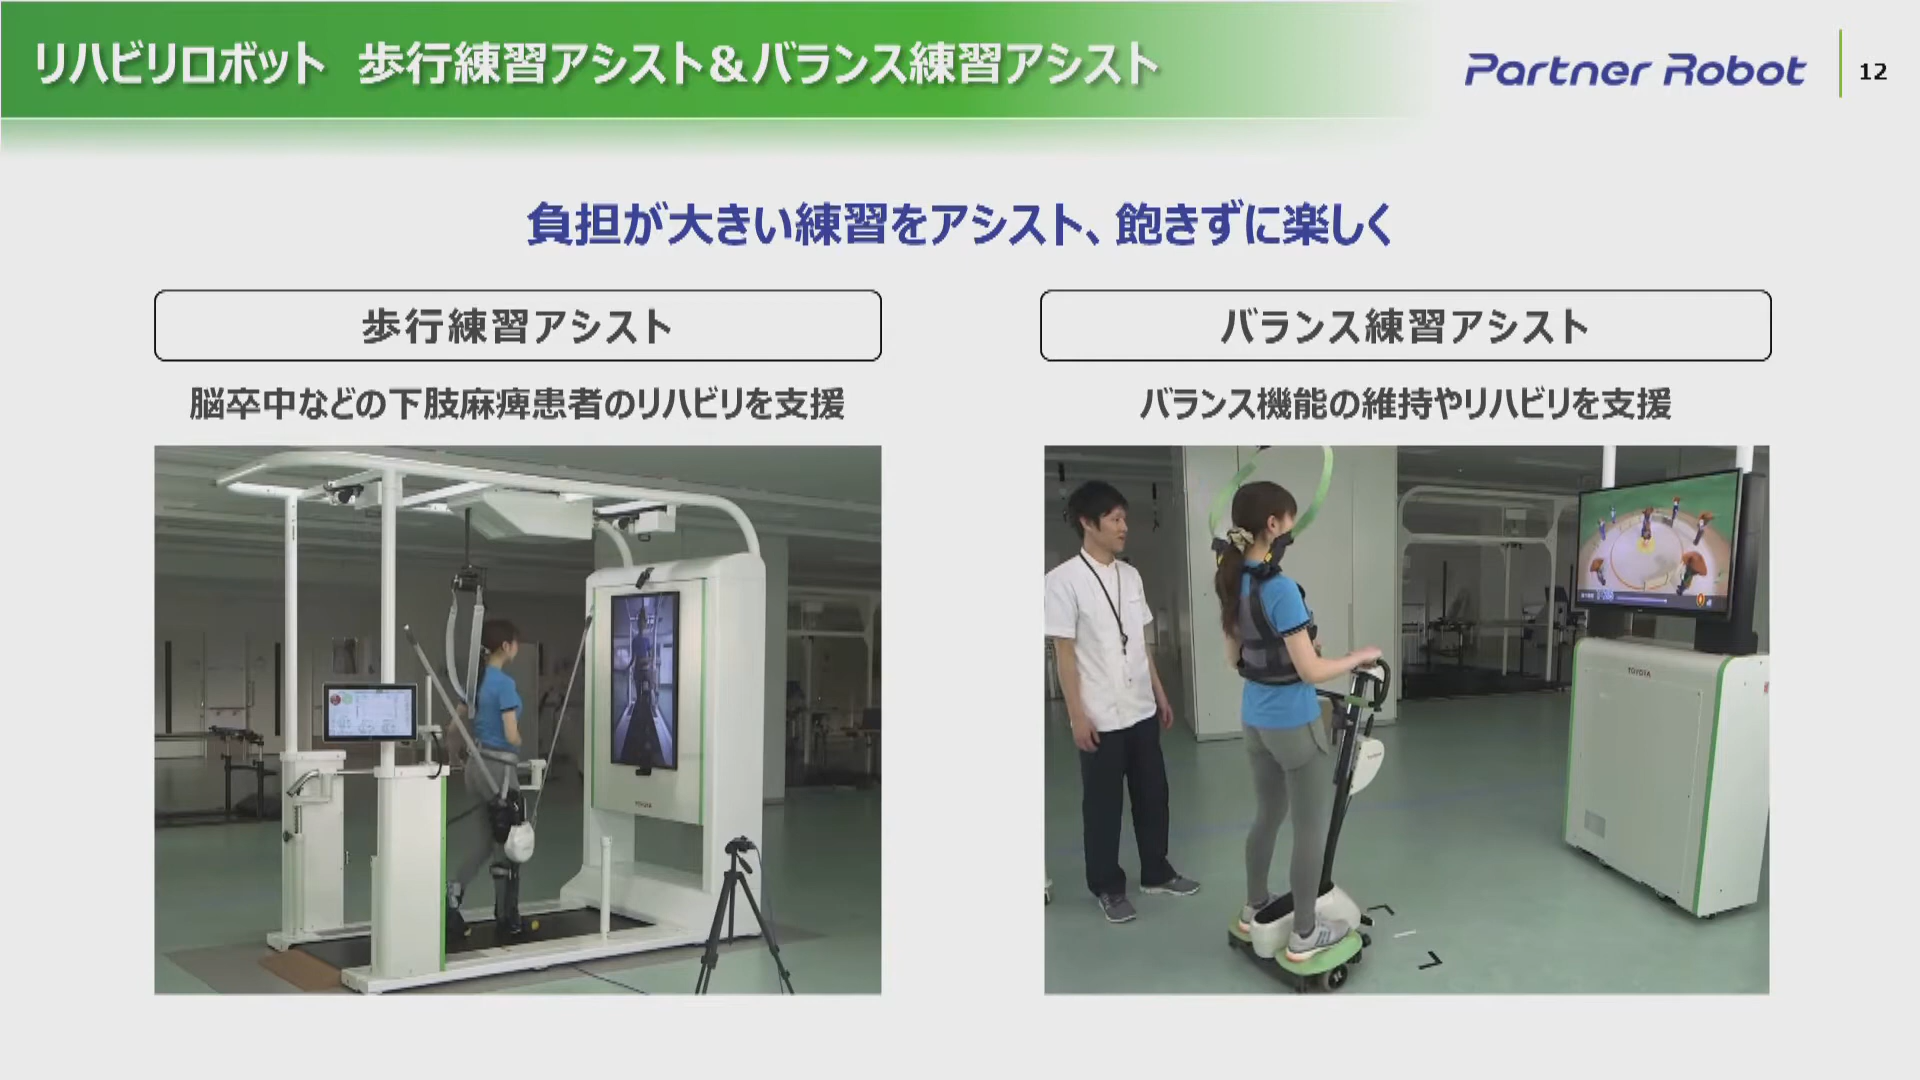 リハビリロボット 歩行練習アシスト＆バランス練習アシスト
Partner Robot
12
負担が大きい練習をアシスト、飽きずに楽しく
歩行練習アシスト
バランス練習アシスト
脳卒中などの下肢麻痺患者のリハビリを支援
バランス機能の維持やリハビリを支援
TOYOTA
TOYOTA